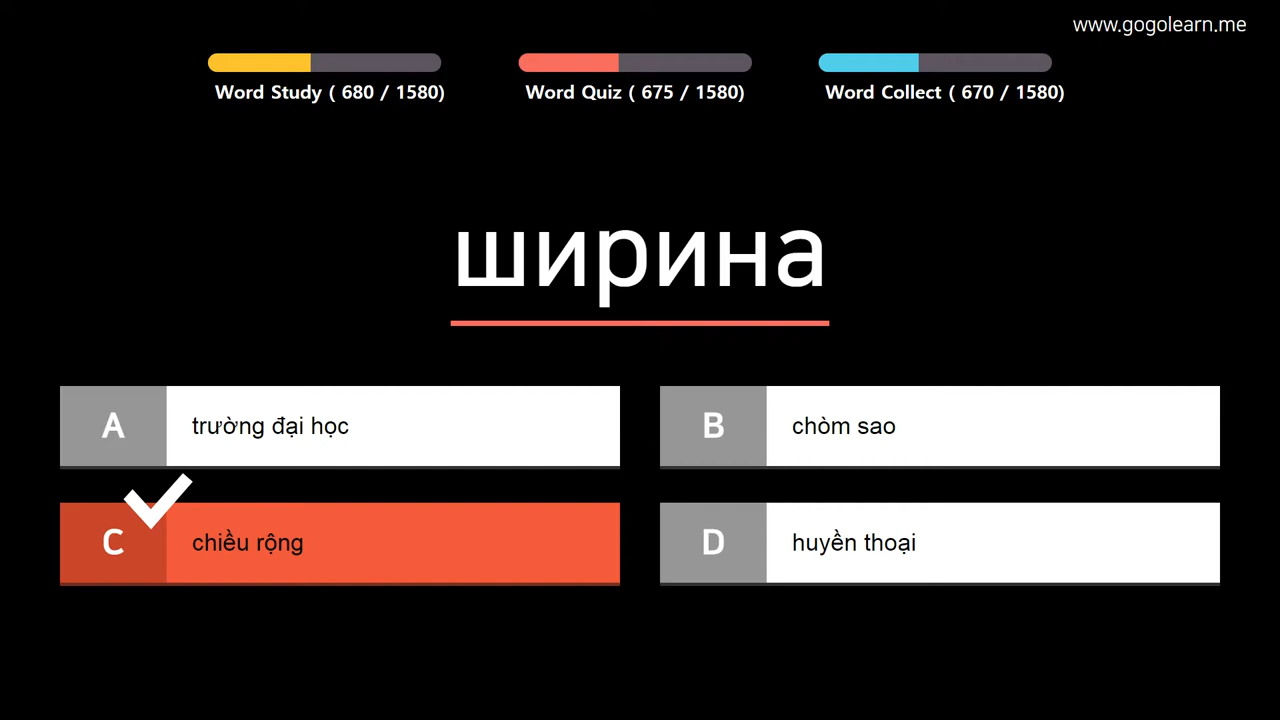 www.gogolearn.me
Word Study ( 680 / 1580)
Word Quiz ( 675 / 1580)
Word Collect ( 670 / 1580)
ширина
A trường đại học
B chòm sao
C chiều rộng
D huyền thoại